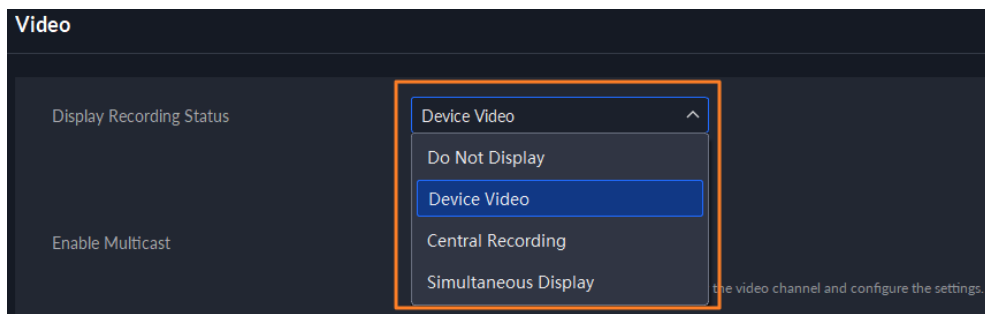 Video
Display Recording Status
Device Video
Do Not Display
Device Video
Central Recording
Enable Multicast
Simultaneous Display
the video channel and configure the settings.